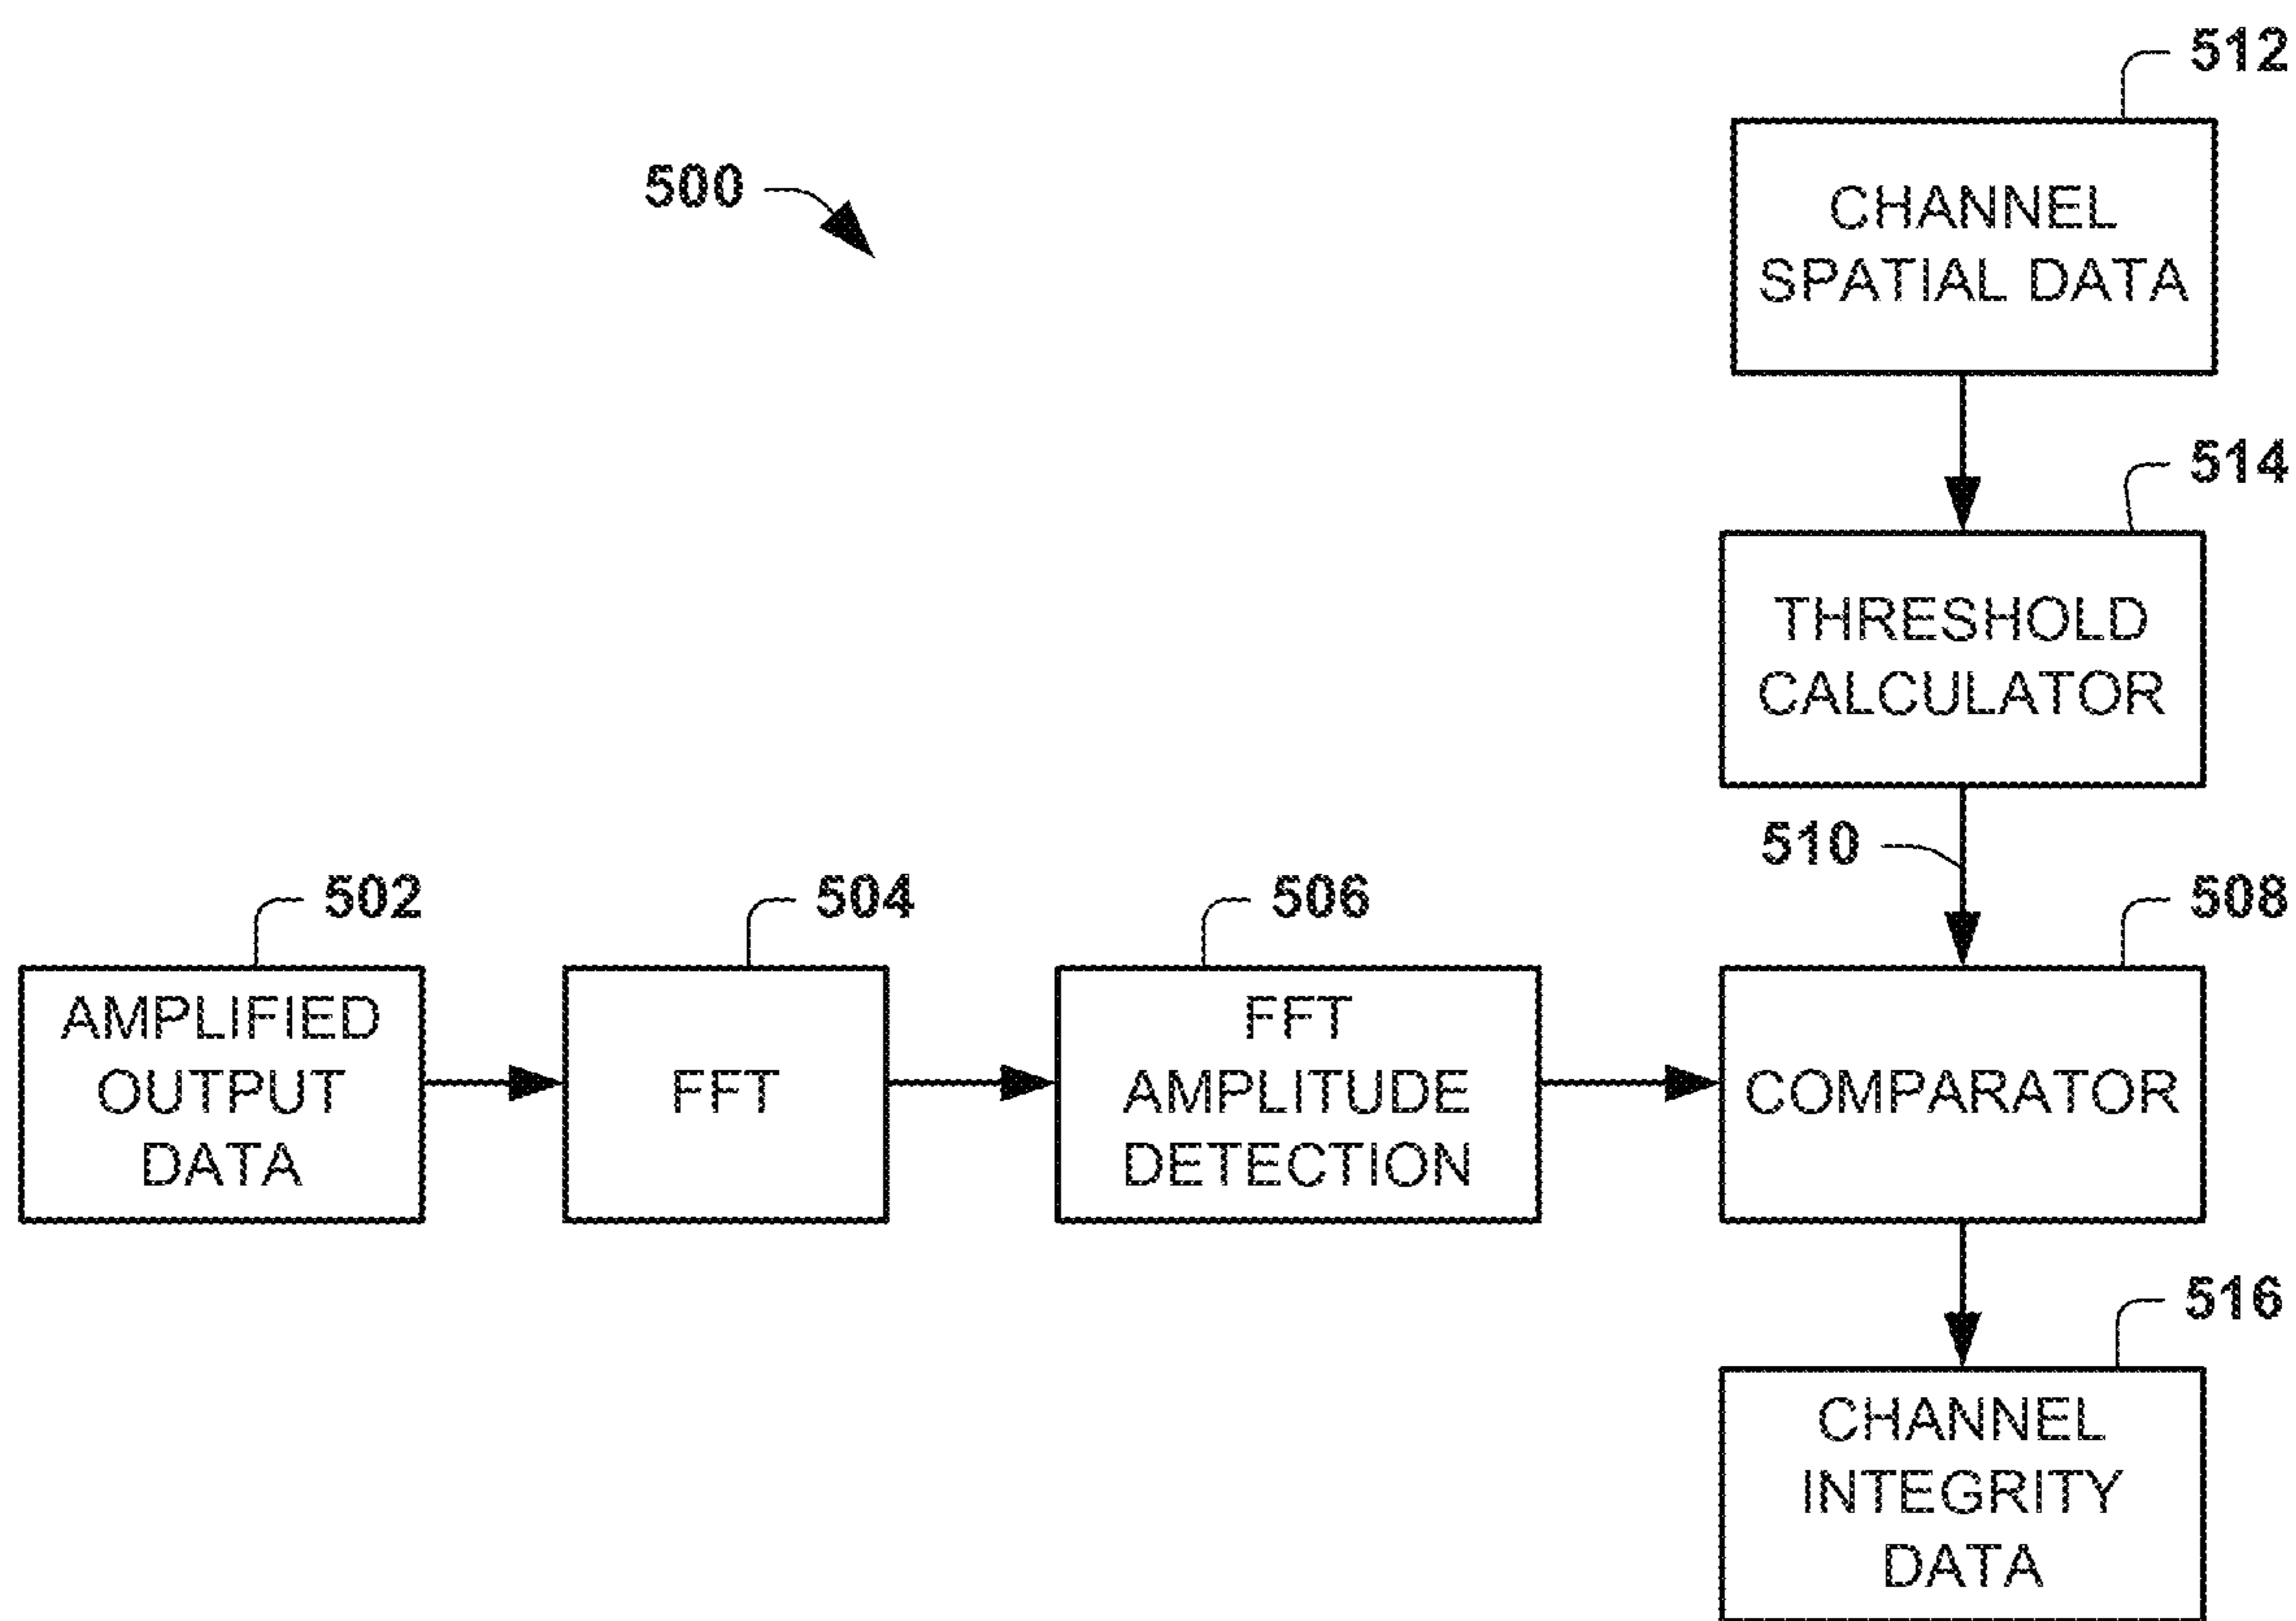 512
CHANNEL
SPATIAL DATA
500
514
THRESHOLD
CALCULATOR
510
502
504
506
508
AMPLIFIED
OUTPUT
DATA
FFT
FFT
AMPLITUDE
DETECTION
COMPARATOR
516
CHANNEL
INTEGRITY
DATA